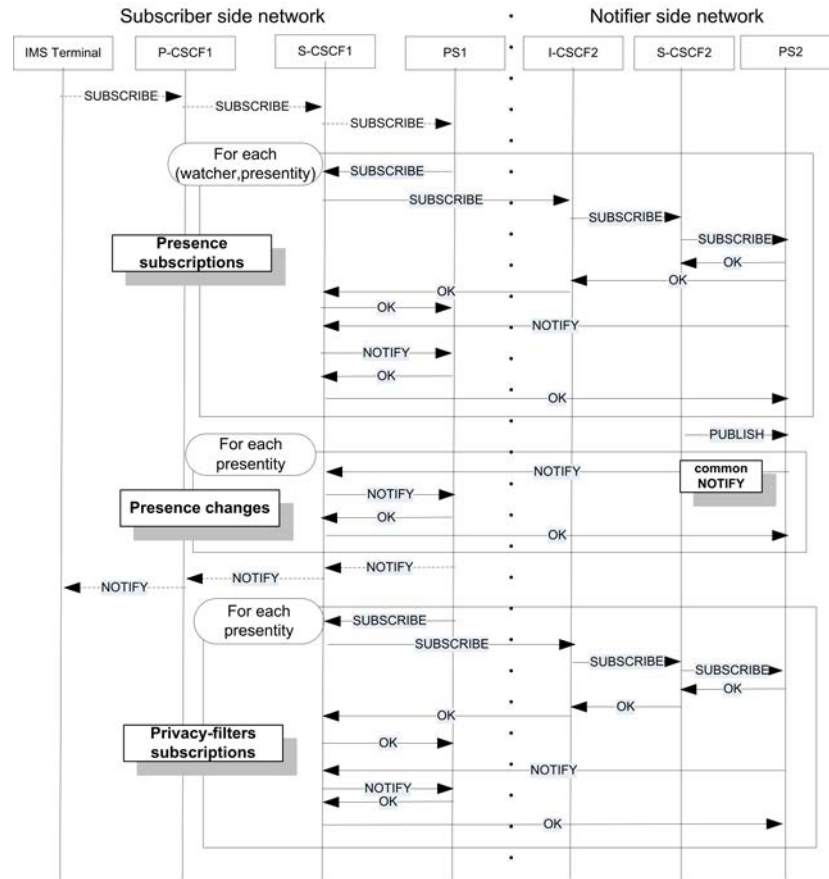 Subscriber side network
Notifier side network
IMS Terminal
P-CSCF1
S-CSCF1
PS1
I-CSCF2
S-CSCF2
PS2
SUBSCRIBE
SUBSCRIBE
SUBSCRIBE
For each
(watcher,presentity)
SUBSCRIBE
SUBSCRIBE
SUBSCRIBE
SUBSCRIBE
Presence
subscriptions
OK
OK
OK
OK
NOTIFY
NOTIFY
OK
OK
PUBLISH
For each
presentity
NOTIFY
common
NOTIFY
NOTIFY
Presence changes
OK
OK
NOTIFY
NOTIFY
NOTIFY
For each
presentity
SUBSCRIBE
SUBSCRIBE
SUBSCRIBE
SUBSCRIBE
OK
OK
OK
Privacy-filters
subscriptions
OK
NOTIFY
NOTIFY
OK
OK